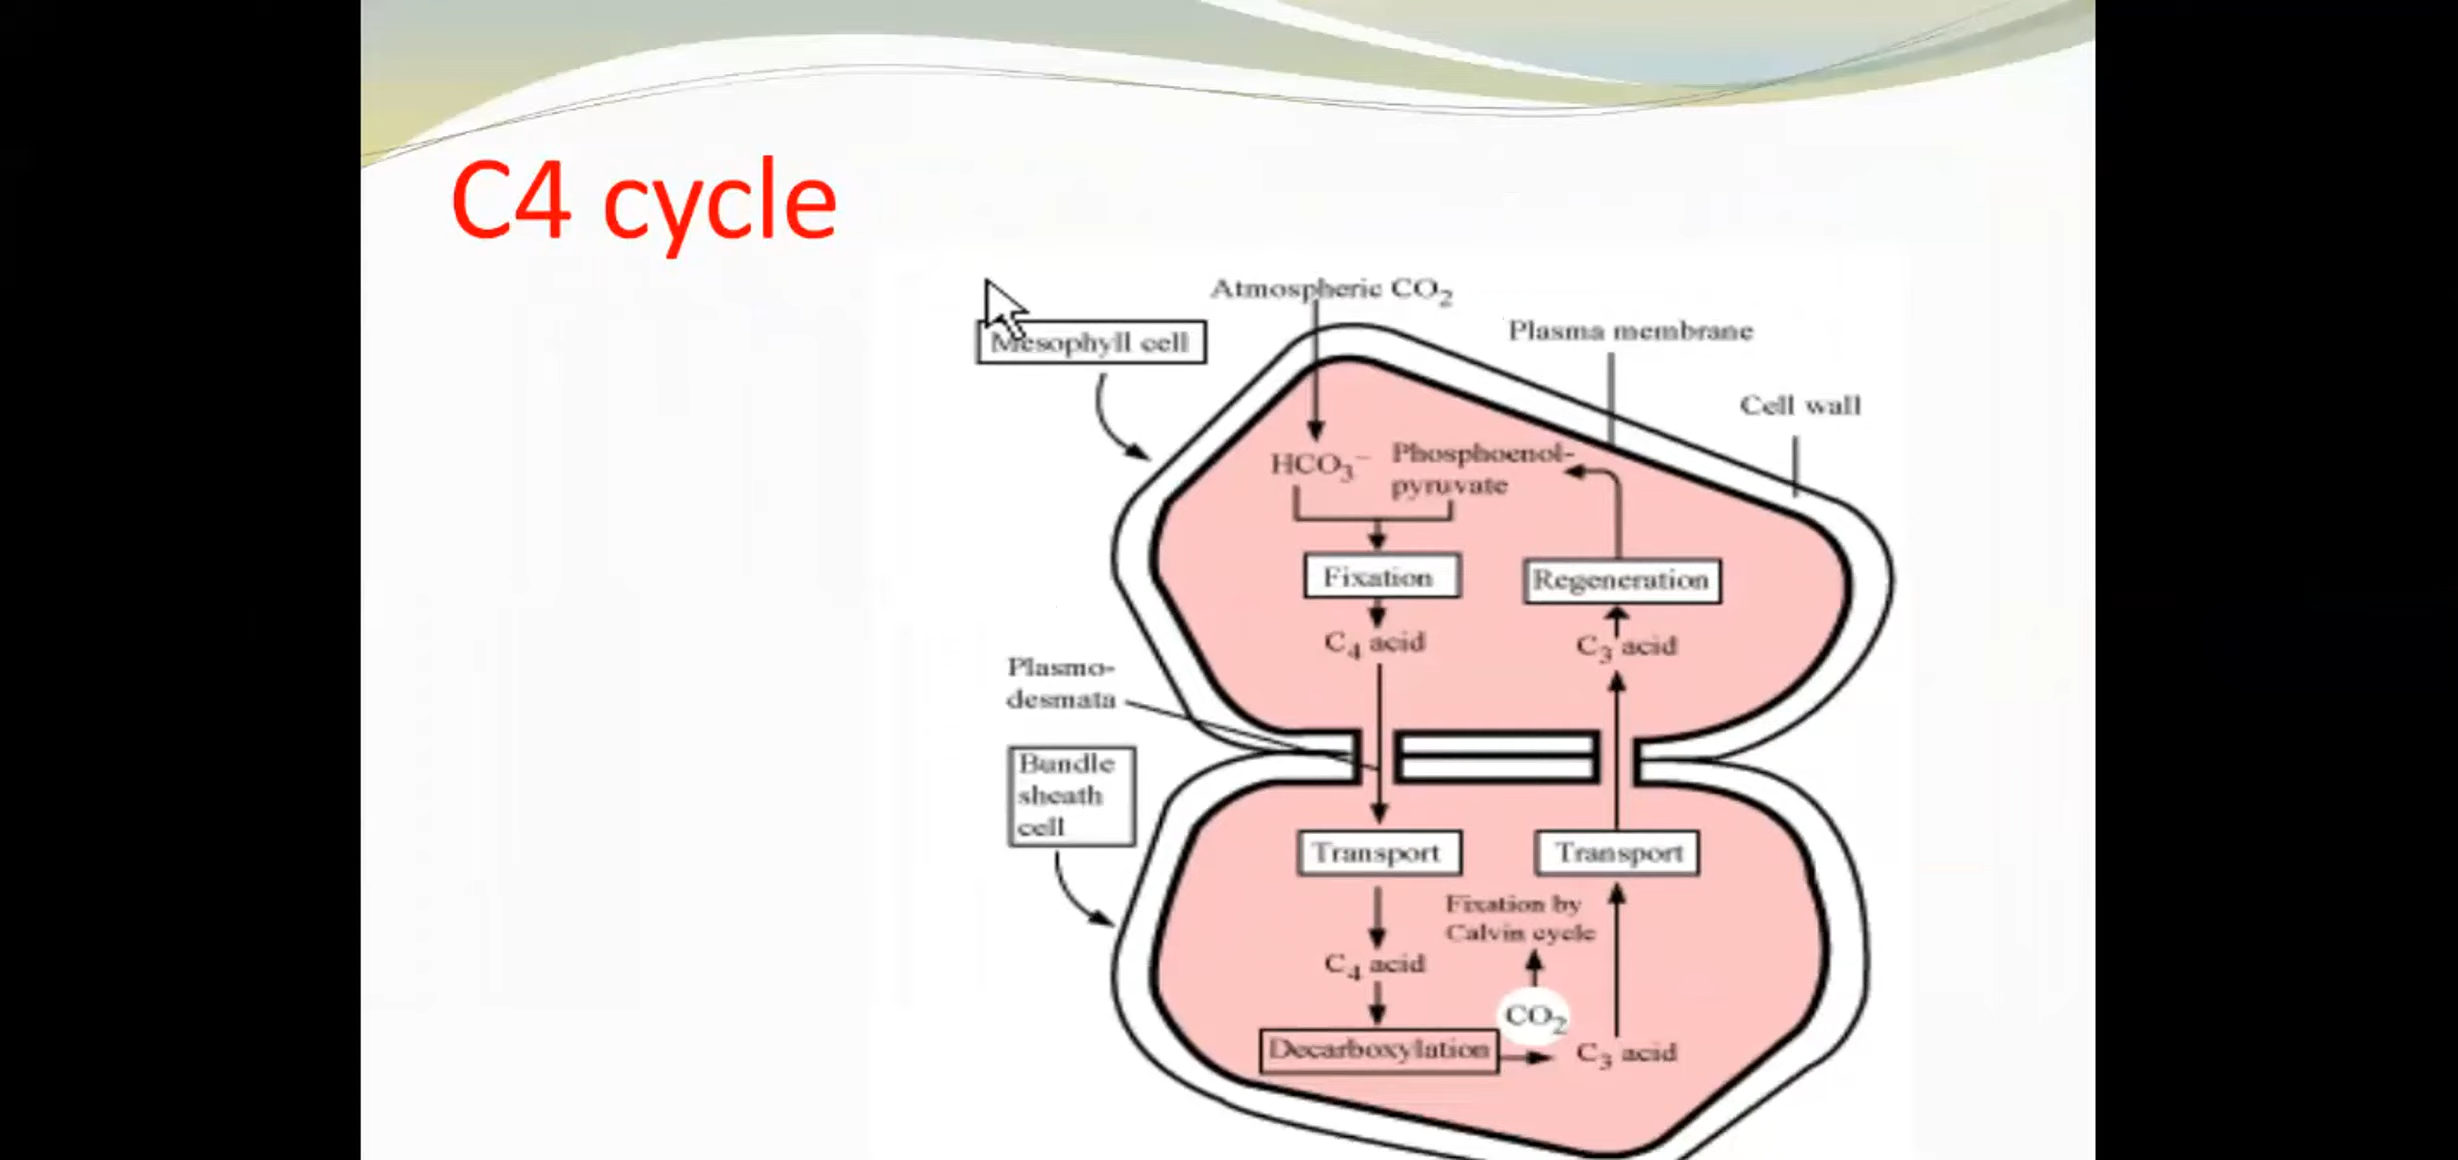 C4 cycle
Atmospheric CO₂
Mesophyll cell
Plasma membrane
Cell wall
HCO₃⁻
Phosphoenol-
pyruvate
Fixation
Regeneration
C₄ acid
C₃ acid
Plasmo-
desmata
Bundle
sheath
cell
Transport
Transport
Fixation by
Calvin cycle
C₄ acid
CO₂
Decarboxylation
C₃ acid